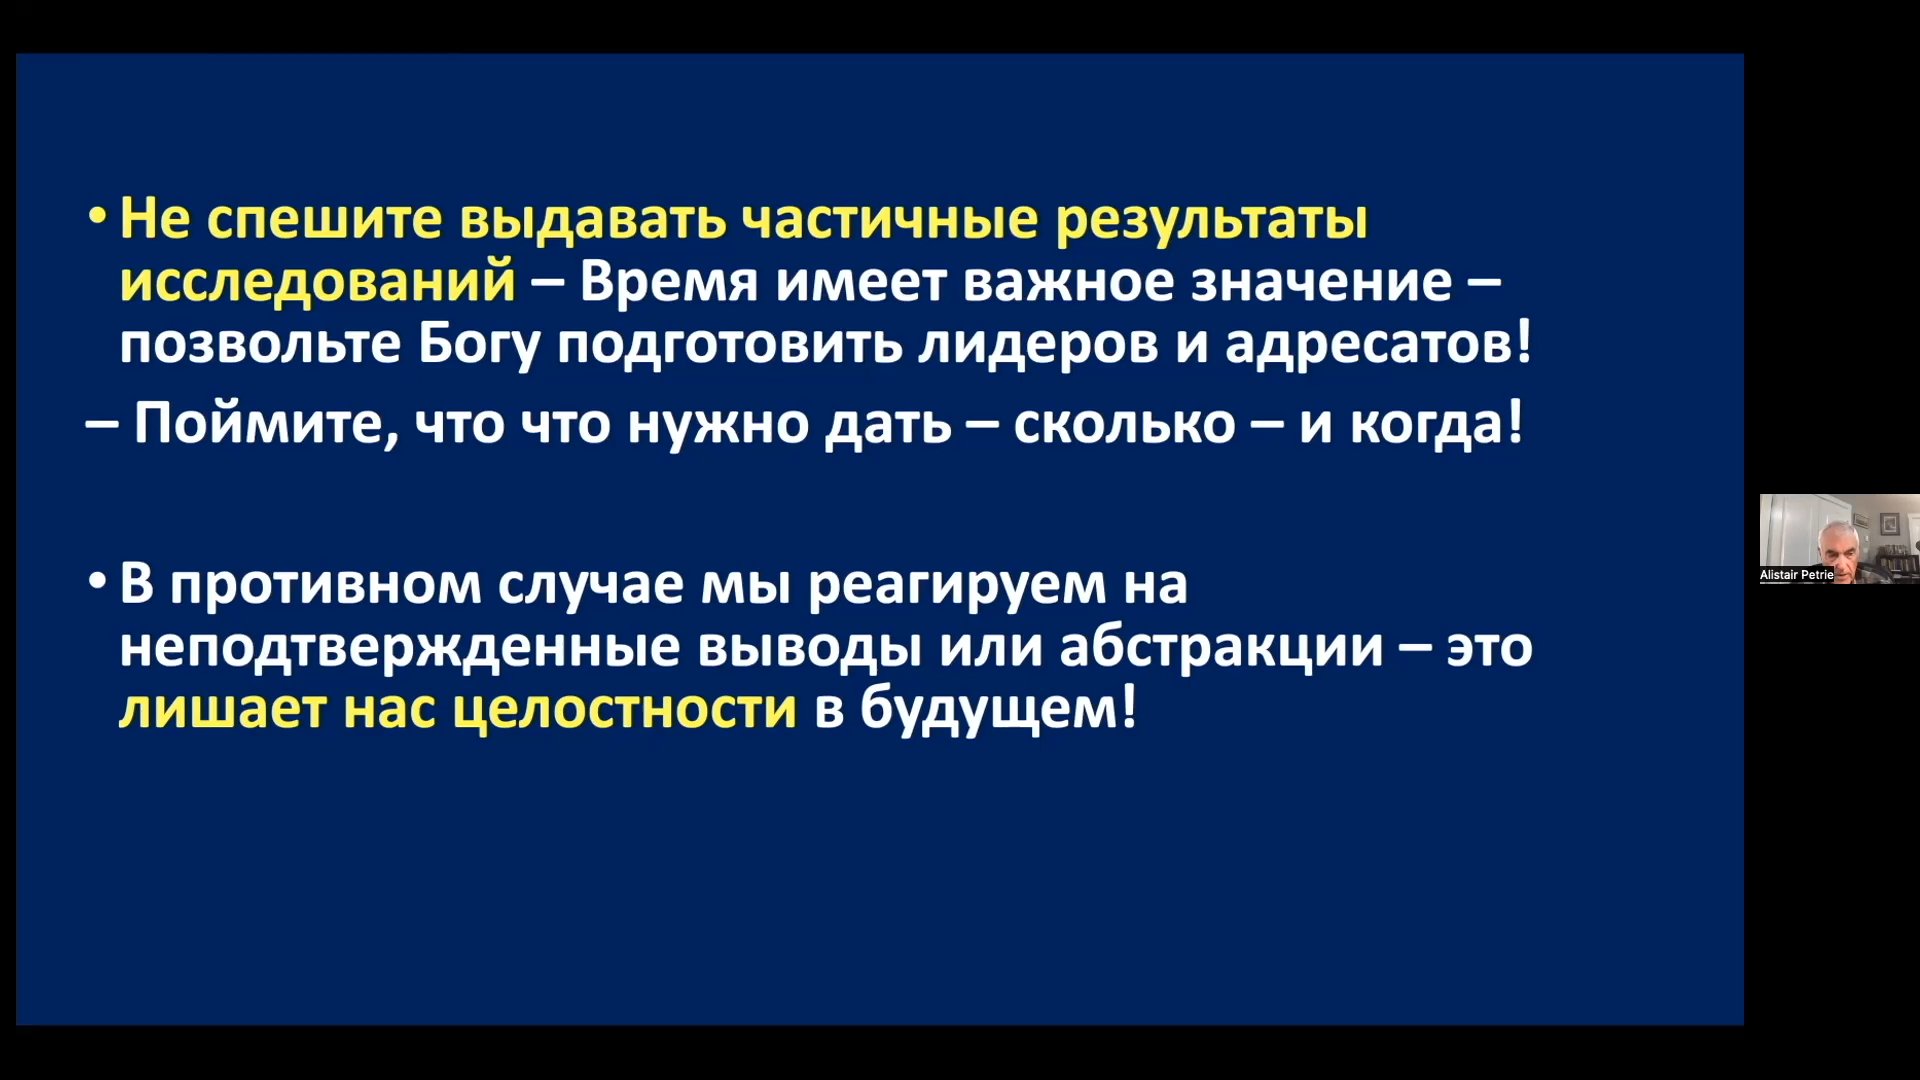 • Не спешите выдавать частичные результаты
исследований – Время имеет важное значение –
позвольте Богу подготовить лидеров и адресатов!
– Поймите, что что нужно дать – сколько – и когда!
• В противном случае мы реагируем на
неподтвержденные выводы или абстракции – это
лишает нас целостности в будущем!
Alistair Petrie